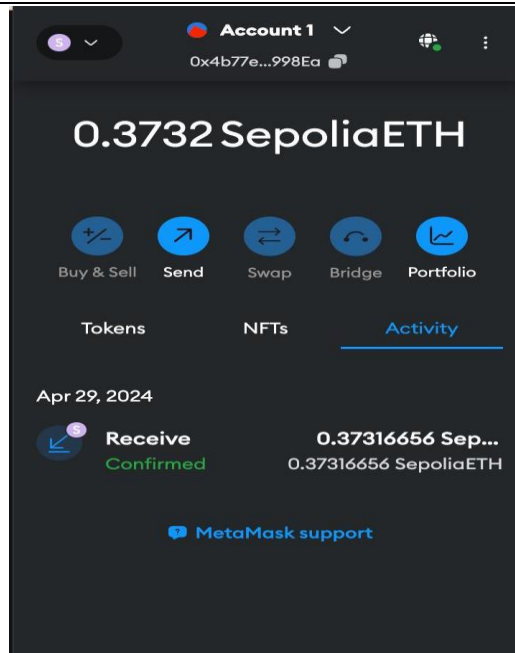 S
Account 1
0x4b77e...998Ea
0.3732 SepoliaETH
Buy & Sell Send Swap Bridge Portfolio
Tokens NFTs Activity
Apr 29, 2024
S
Receive 0.37316656 Sep...
Confirmed 0.37316656 SepoliaETH
MetaMask support